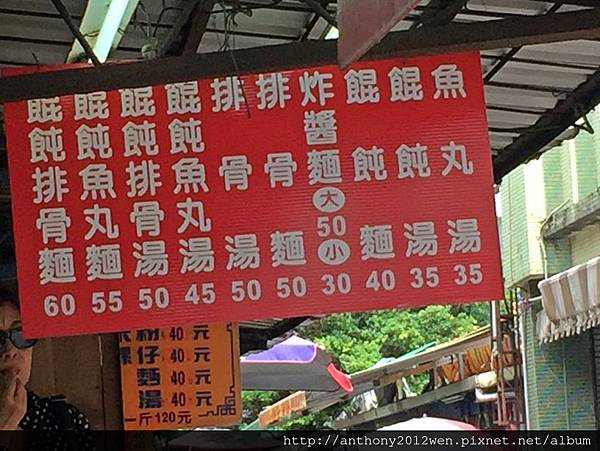 魚丸湯 35
餛飩湯 35
餛飩麵 40
炸醬麵 大 50 小 30
排骨麵 50
排骨湯 50
餛飩魚丸湯 45
餛飩排骨湯 50
餛飩魚丸麵 55
餛飩排骨麵 60
粉 40 元
粿仔 40 元
麵 40 元
湯 40 元
一斤120元
http://anthony2012wen.pixnet.net/album